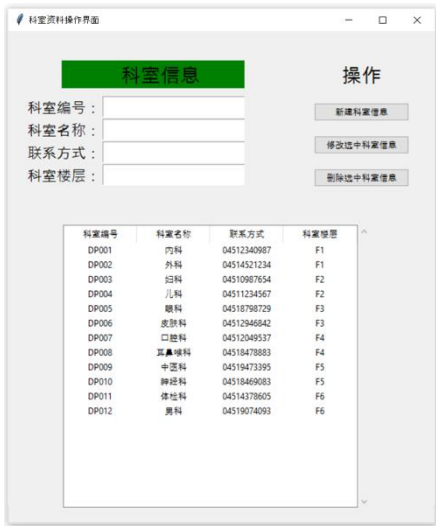 科室资料操作界面
科室信息
操作
科室编号：
科室名称：
联系方式：
科室楼层：
新建科室信息
修改选中科室信息
删除选中科室信息
科室编号 科室名称 联系方式 科室楼层
DP001 内科 04512340987 F1
DP002 外科 04514521234 F1
DP003 妇科 04510987654 F2
DP004 儿科 04511234567 F2
DP005 眼科 04518798729 F3
DP006 皮肤科 04512946842 F3
DP007 口腔科 04512049537 F4
DP008 耳鼻喉科 04518478883 F4
DP009 中医科 04519473395 F5
DP010 神经科 04518469083 F5
DP011 体检科 04514378605 F6
DP012 男科 04519074093 F6